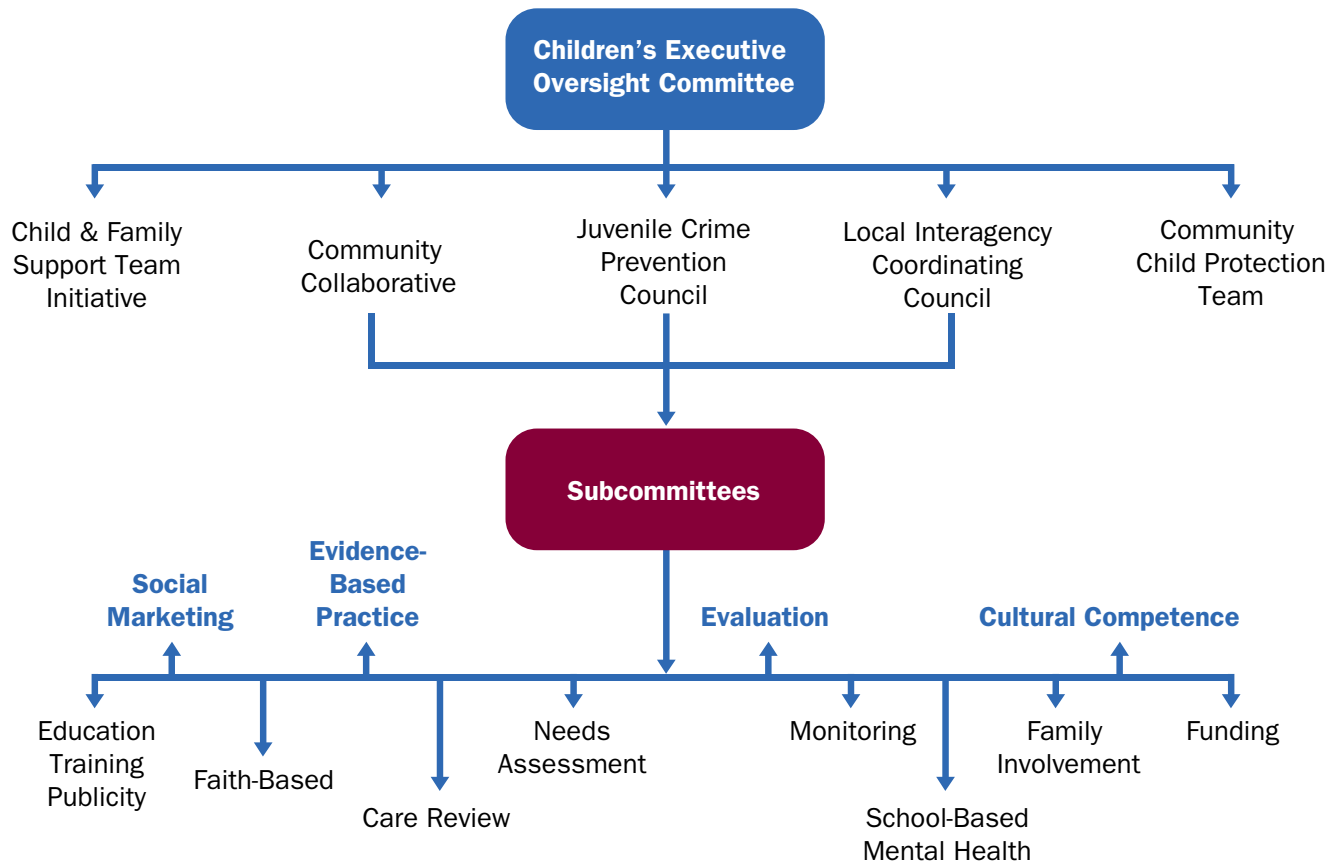 Children's Executive
Oversight Committee
Child & Family
Support Team
Initiative
Community
Collaborative
Juvenile Crime
Prevention
Council
Local Interagency
Coordinating
Council
Community
Child Protection
Team
Subcommittees
Social
Marketing
Evidence-
Based
Practice
Evaluation
Cultural Competence
Education
Training
Publicity
Faith-Based
Care Review
Needs
Assessment
Monitoring
School-Based
Mental Health
Family
Involvement
Funding